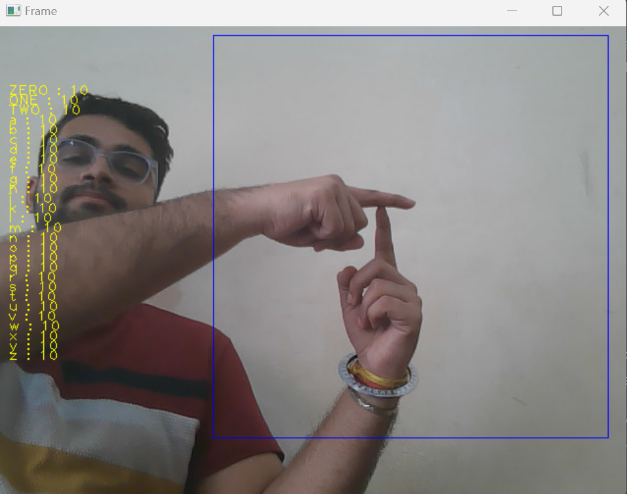 Frame
ZERO : 10
ONE : 10
TWO : 10
a : 10
b : 10
c : 10
d : 10
e : 10
f : 10
g : 10
h : 10
i : 10
k : 10
l : 10
m : 10
n : 10
o : 10
p : 10
q : 10
r : 10
s : 10
t : 10
u : 10
v : 10
w : 10
x : 10
y : 10
z : 10